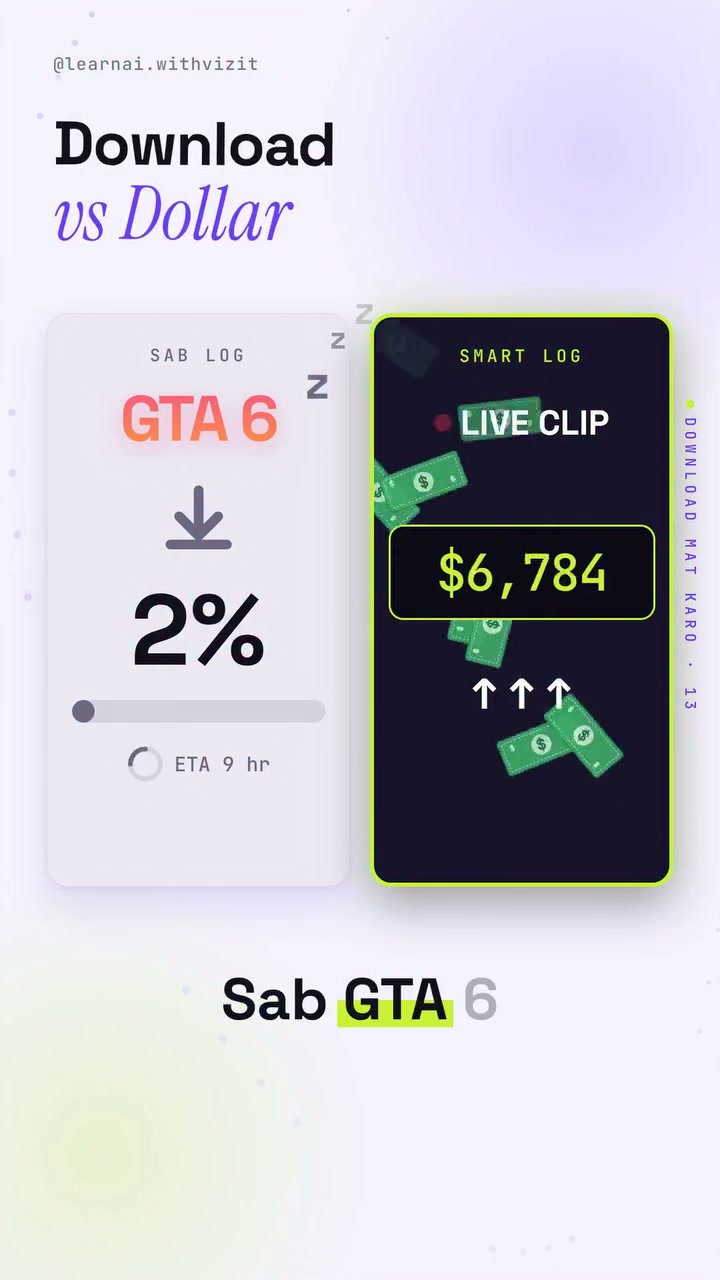 @learnai.withvizit
Download
vs Dollar
SAB LOG
GTA 6
2%
ETA 9 hr
z
z
z
SMART LOG
LIVE CLIP
$6,784
↑↑↑
DOWNLOAD MAT KARO · 13
Sab GTA 6